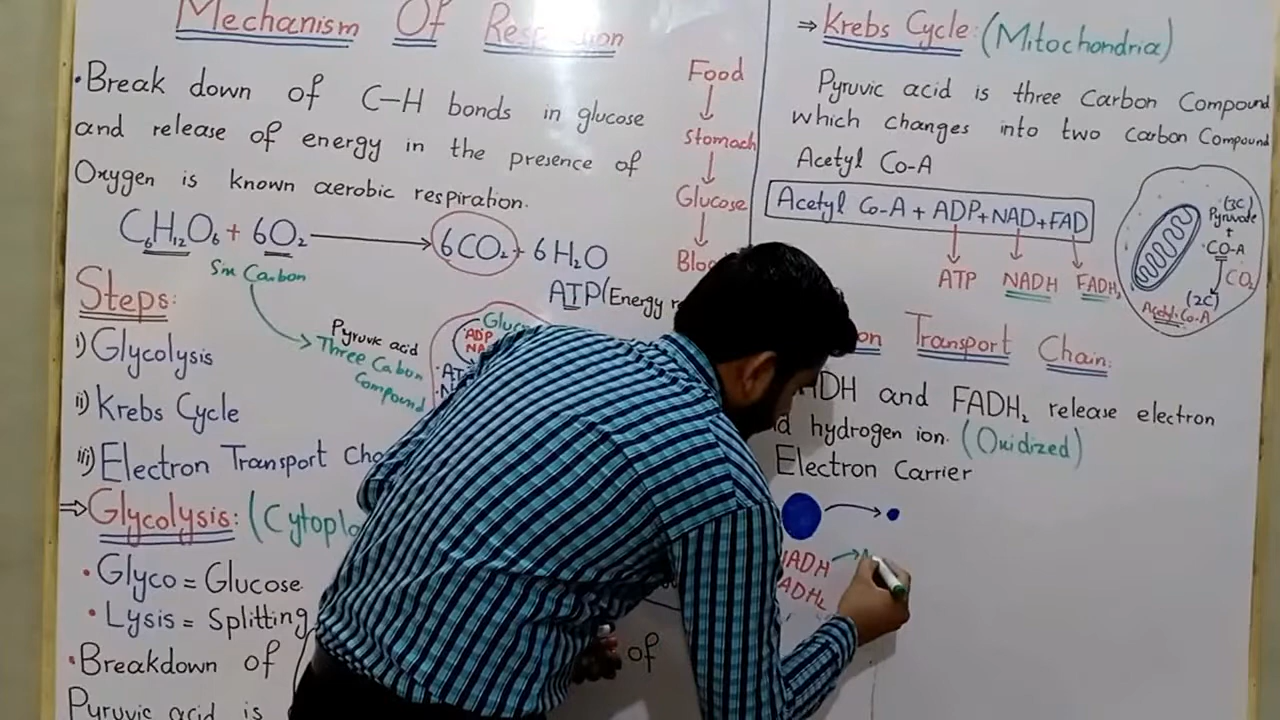 Mechanism Of Respiration
• Break down of C-H bonds in glucose
and release of energy in the presence of
Oxygen is known aerobic respiration.
C₆H₁₂O₆ + 6O₂ → 6CO₂ + 6H₂O
Six Carbon
ATP (Energy
Steps:
i) Glycolysis
ii) Krebs Cycle
iii) Electron Transport
Pyruvic acid
Three Cabon
Compound
ADP
⇒ Glycolysis:
• Glyco = Glucose
• Lysis = Splitting
• Breakdown of
of
Pyruvic acid is
Food
↓
Stomach
↓
Glucose
↓
⇒ Krebs Cycle: (Mitochondria)
Pyruvic acid is three Carbon Compound
which changes into two Carbon Compound
Acetyl Co-A
Acetyl Co-A + ADP+NAD+FAD
ATP NADH FADH₂
(3C)
Pyruvate
+
CO-A
CO₂
(2C)
Acetyl-Co-A
Transport Chain:
and FADH₂ release electron
hydrogen ion. (Oxidized)
Electron Carrier